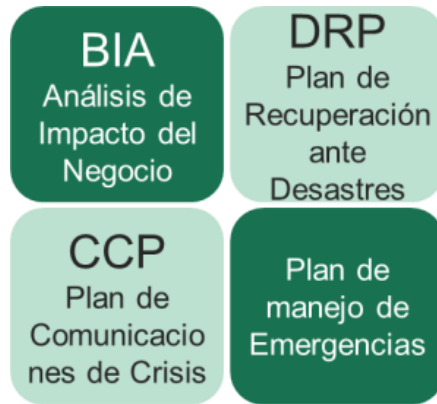 BIA
Análisis de
Impacto del
Negocio
DRP
Plan de
Recuperación
ante
Desastres
CCP
Plan de
Comunicacio
nes de Crisis
Plan de
manejo de
Emergencias